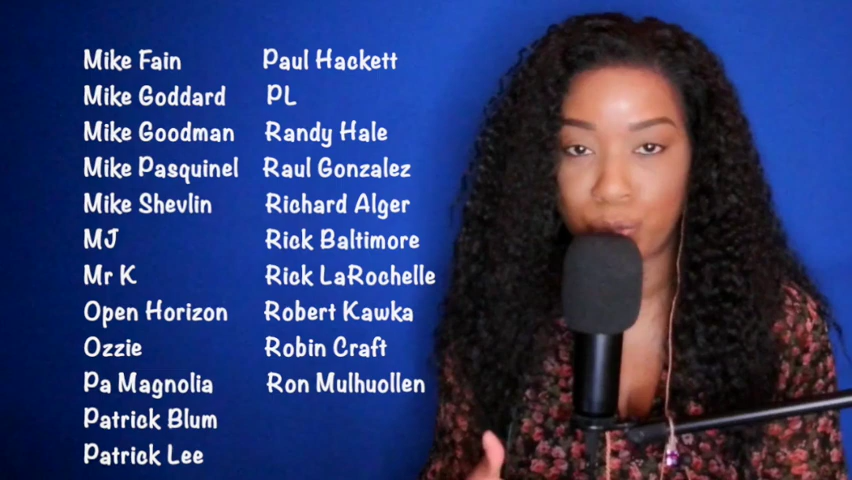 Mike Fain
Mike Goddard
Mike Goodman
Mike Pasquinel
Mike Shevlin
MJ
Mr K
Open Horizon
Ozzie
Pa Magnolia
Patrick Blum
Patrick Lee
Paul Hackett
PL
Randy Hale
Raul Gonzalez
Richard Alger
Rick Baltimore
Rick LaRochelle
Robert Kawka
Robin Craft
Ron Mulhuollen